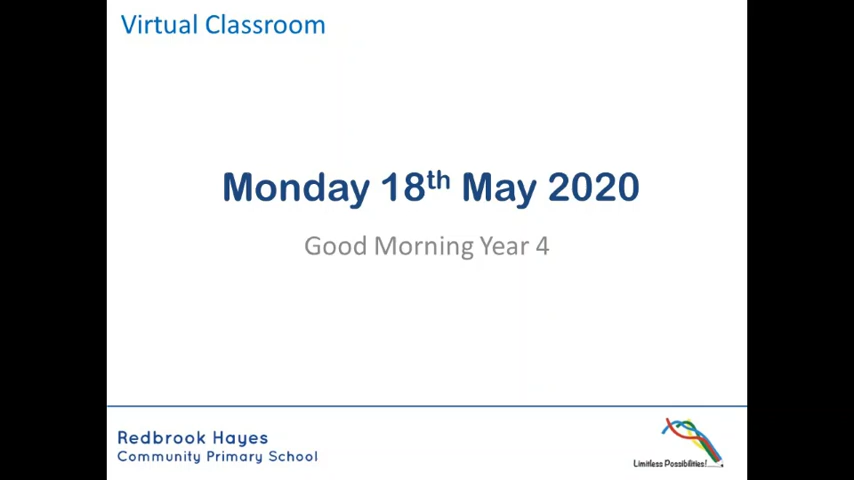 Virtual Classroom
Monday 18th May 2020
Good Morning Year 4
Redbrook Hayes
Community Primary School
Limitless Possibilities!